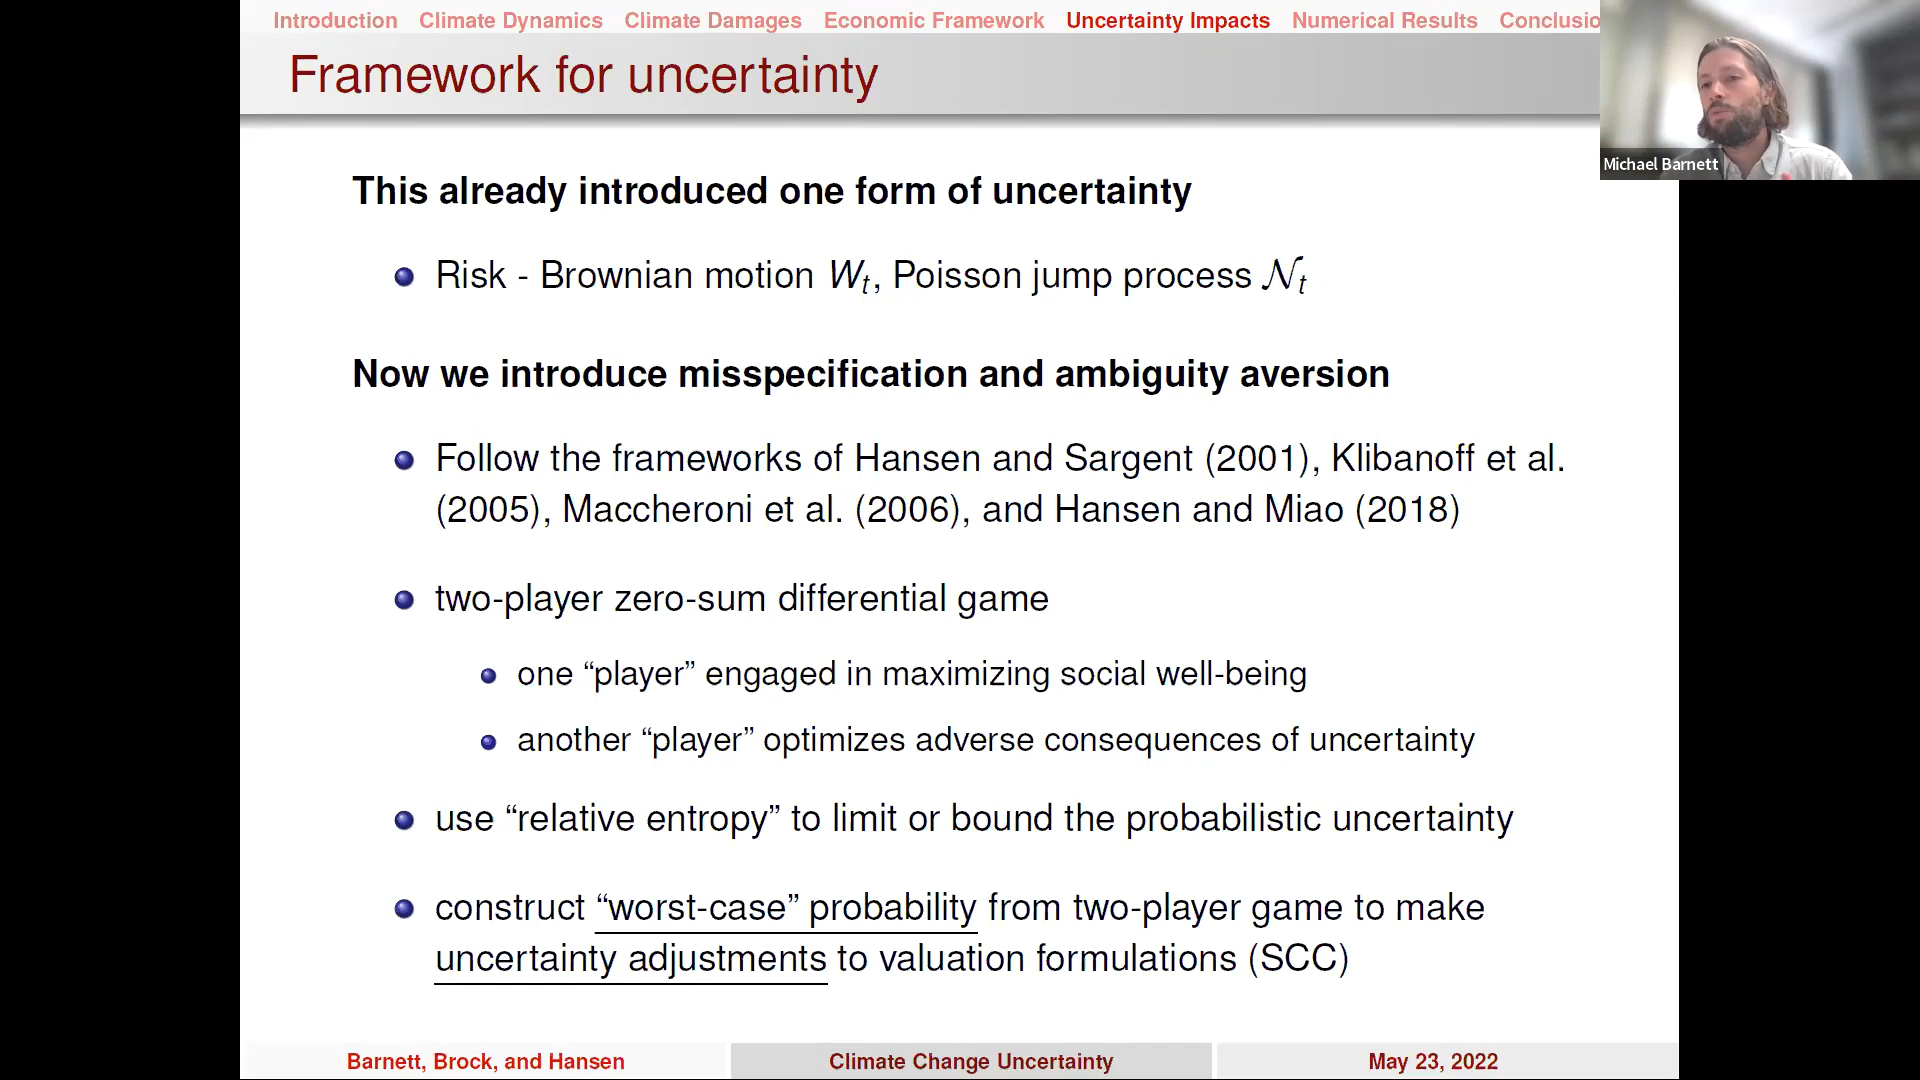 Introduction Climate Dynamics Climate Damages Economic Framework Uncertainty Impacts Numerical Results Conclusio
Framework for uncertainty
Michael Barnett
This already introduced one form of uncertainty
Risk - Brownian motion Wₜ, Poisson jump process 𝒩ₜ
Now we introduce misspecification and ambiguity aversion
Follow the frameworks of Hansen and Sargent (2001), Klibanoff et al.
(2005), Maccheroni et al. (2006), and Hansen and Miao (2018)
two-player zero-sum differential game
one “player” engaged in maximizing social well-being
another “player” optimizes adverse consequences of uncertainty
use “relative entropy” to limit or bound the probabilistic uncertainty
construct “worst-case” probability from two-player game to make
uncertainty adjustments to valuation formulations (SCC)
Barnett, Brock, and Hansen Climate Change Uncertainty May 23, 2022